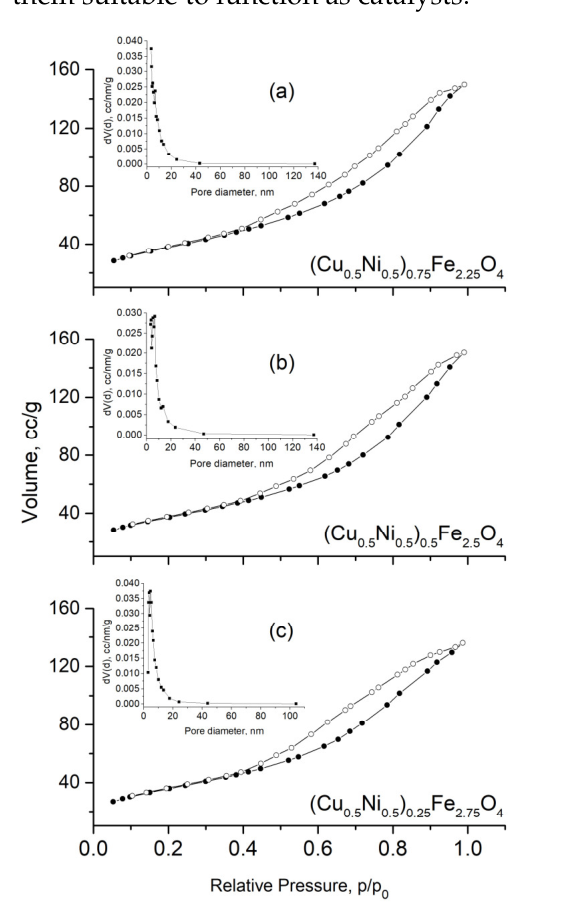 them suitable to function as catalysts.
0.040
0.035
0.030
0.025
0.020
0.015
0.010
0.005
0.000
dV(d), cc/nm/g
0 20 40 60 80 100 120 140
Pore diameter, nm
(a)
160
120
80
40
(Cu0.5Ni0.5)0.75Fe2.25O4
0.030
0.025
0.020
0.015
0.010
0.005
0.000
dV(d), cc/nm/g
0 20 40 60 80 100 120 140
Pore diameter, nm
(b)
160
120
80
40
Volume, cc/g
(Cu0.5Ni0.5)0.5Fe2.5O4
0.040
0.035
0.030
0.025
0.020
0.015
0.010
0.005
0.000
dV(d), cc/nm/g
0 20 40 60 80 100
Pore diameter, nm
(c)
160
120
80
40
(Cu0.5Ni0.5)0.25Fe2.75O4
0.0 0.2 0.4 0.6 0.8 1.0
Relative Pressure, p/p0